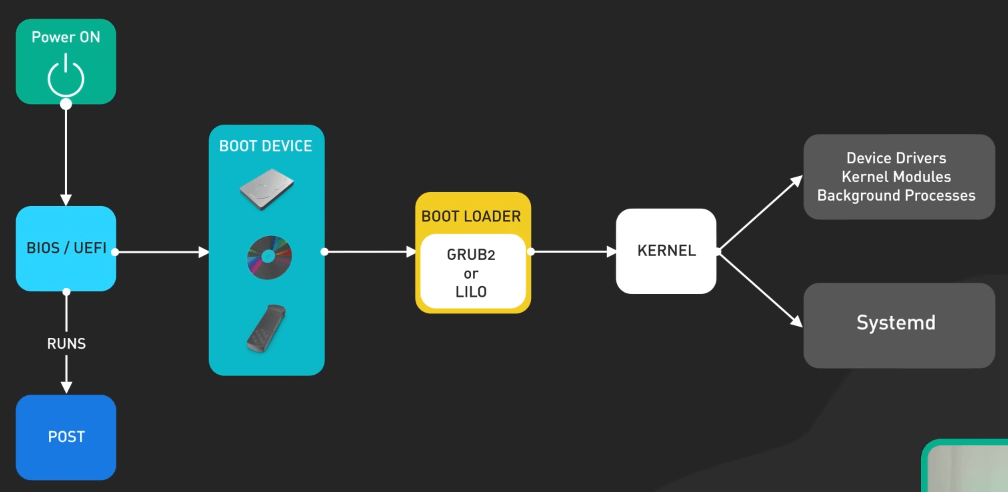 Power ON
BIOS / UEFI
RUNS
POST
BOOT DEVICE
BOOT LOADER
GRUB2
or
LILO
KERNEL
Device Drivers
Kernel Modules
Background Processes
Systemd